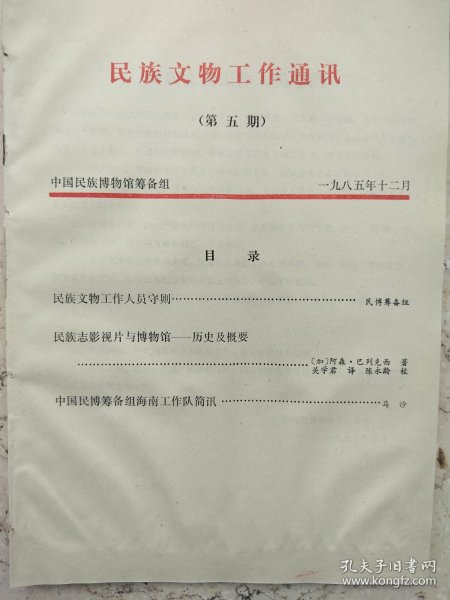 民族文物工作通讯
（第五期）
中国民族博物馆筹备组 一九八五年十二月
目 录
民族文物工作人员守则………………………………………民博筹备组
民族志影视片与博物馆——历史及概要
………………………〔加〕阿森·巴列克西 著
关学君 译 陈永龄 校
中国民博筹备组海南工作队简讯………………………………马沙
孔夫子旧书网
www.kongfz.com